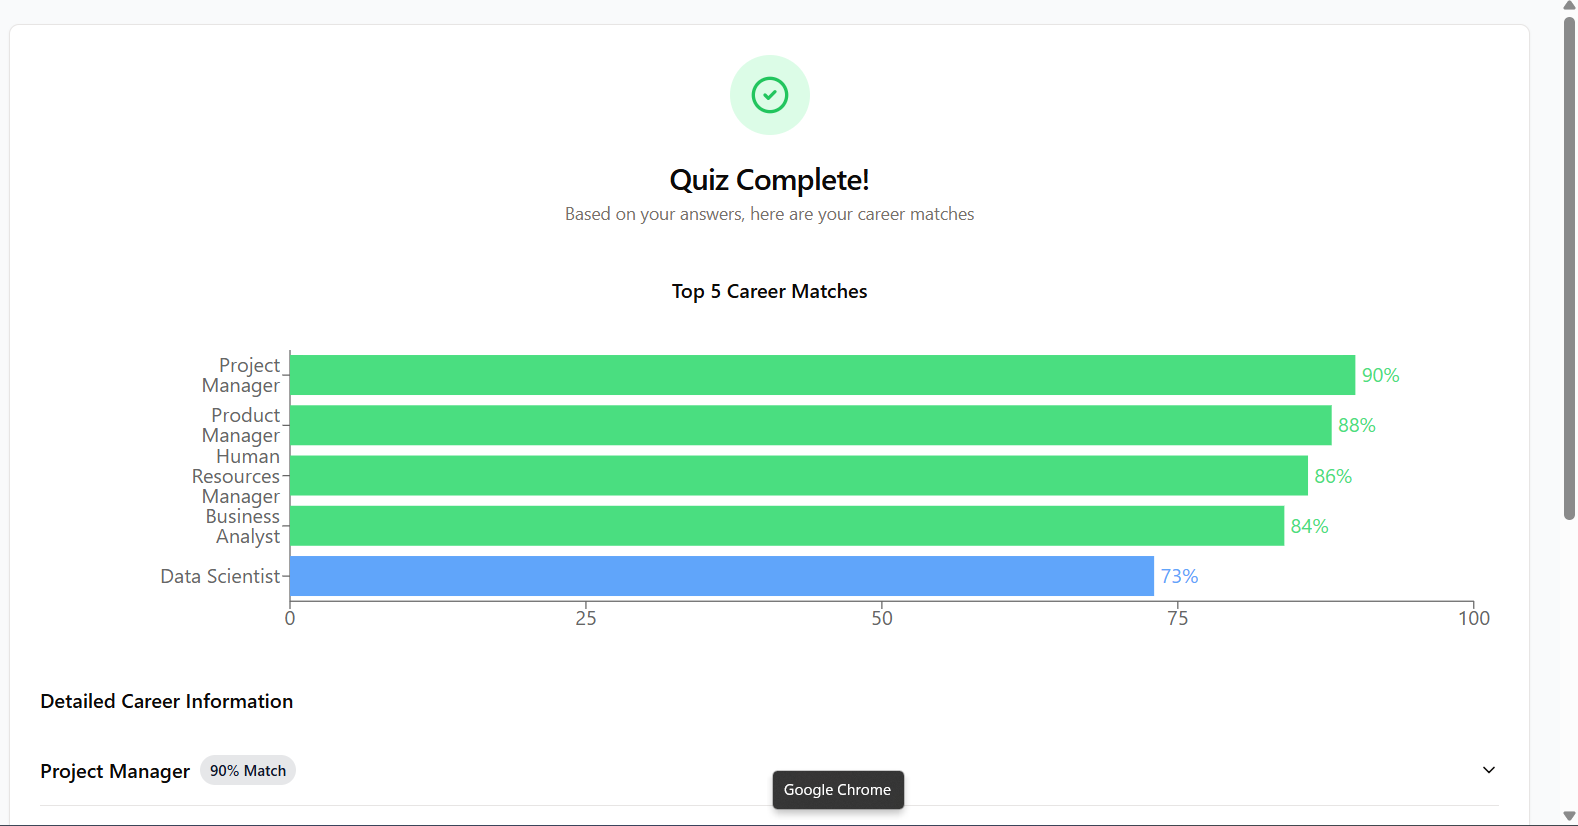 Quiz Complete!
Based on your answers, here are your career matches
Top 5 Career Matches
Project
Manager
90%
Product
Manager
88%
Human
Resources
Manager
86%
Business
Analyst
84%
Data Scientist
73%
0 25 50 75 100
Detailed Career Information
Project Manager 90% Match
Google Chrome